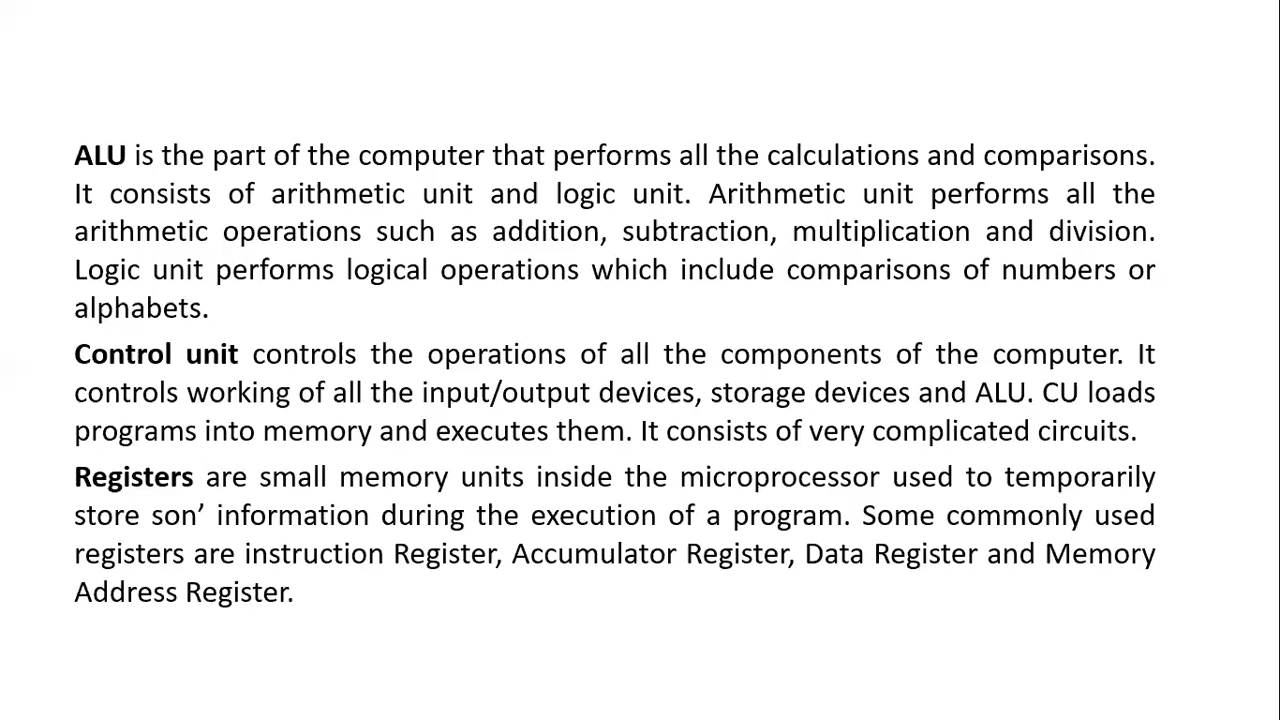 ALU is the part of the computer that performs all the calculations and comparisons.
It consists of arithmetic unit and logic unit. Arithmetic unit performs all the
arithmetic operations such as addition, subtraction, multiplication and division.
Logic unit performs logical operations which include comparisons of numbers or
alphabets.
Control unit controls the operations of all the components of the computer. It
controls working of all the input/output devices, storage devices and ALU. CU loads
programs into memory and executes them. It consists of very complicated circuits.
Registers are small memory units inside the microprocessor used to temporarily
store son’ information during the execution of a program. Some commonly used
registers are instruction Register, Accumulator Register, Data Register and Memory
Address Register.